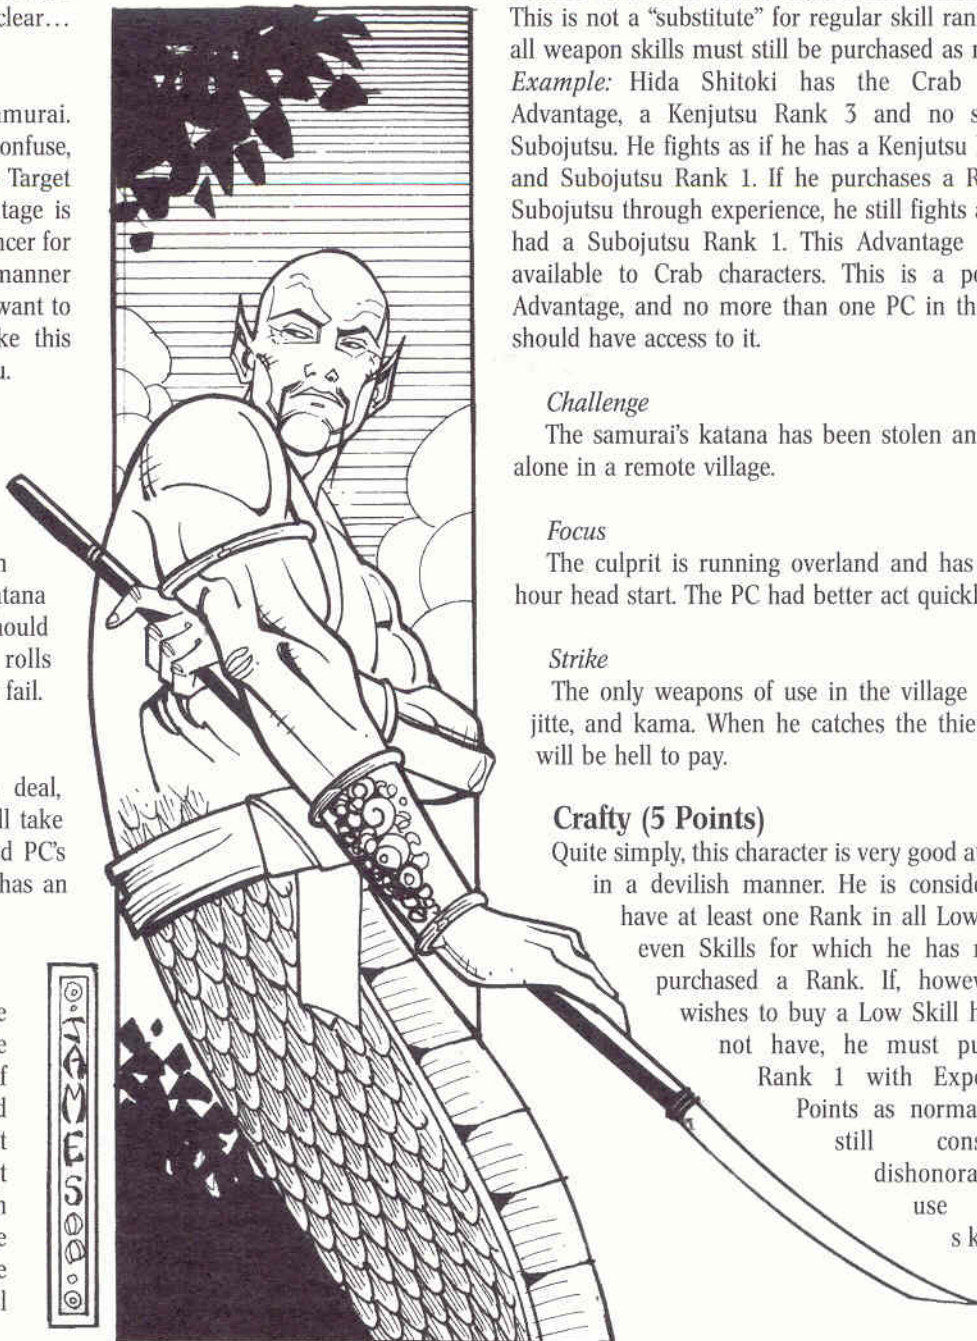 clear…
amurai.
onfuse,
Target
tage is
ncer for
manner
want to
ke this
u.
n
tana
hould
rolls
fail.
deal,
ll take
d PC's
has an
e
e
f
d
t
t
n
e
e
l
This is not a “substitute” for regular skill ran
all weapon skills must still be purchased as n
Example: Hida Shitoki has the Crab
Advantage, a Kenjutsu Rank 3 and no s
Subojutsu. He fights as if he has a Kenjutsu
and Subojutsu Rank 1. If he purchases a R
Subojutsu through experience, he still fights a
had a Subojutsu Rank 1. This Advantage
available to Crab characters. This is a po
Advantage, and no more than one PC in th
should have access to it.
Challenge
The samurai's katana has been stolen an
alone in a remote village.
Focus
The culprit is running overland and has
hour head start. The PC had better act quickl
Strike
The only weapons of use in the village
jitte, and kama. When he catches the thie
will be hell to pay.
Crafty (5 Points)
Quite simply, this character is very good a
in a devilish manner. He is conside
have at least one Rank in all Low
even Skills for which he has n
purchased a Rank. If, howev
wishes to buy a Low Skill h
not have, he must pu
Rank 1 with Expe
Points as norma
still cons
dishonora
use
sk